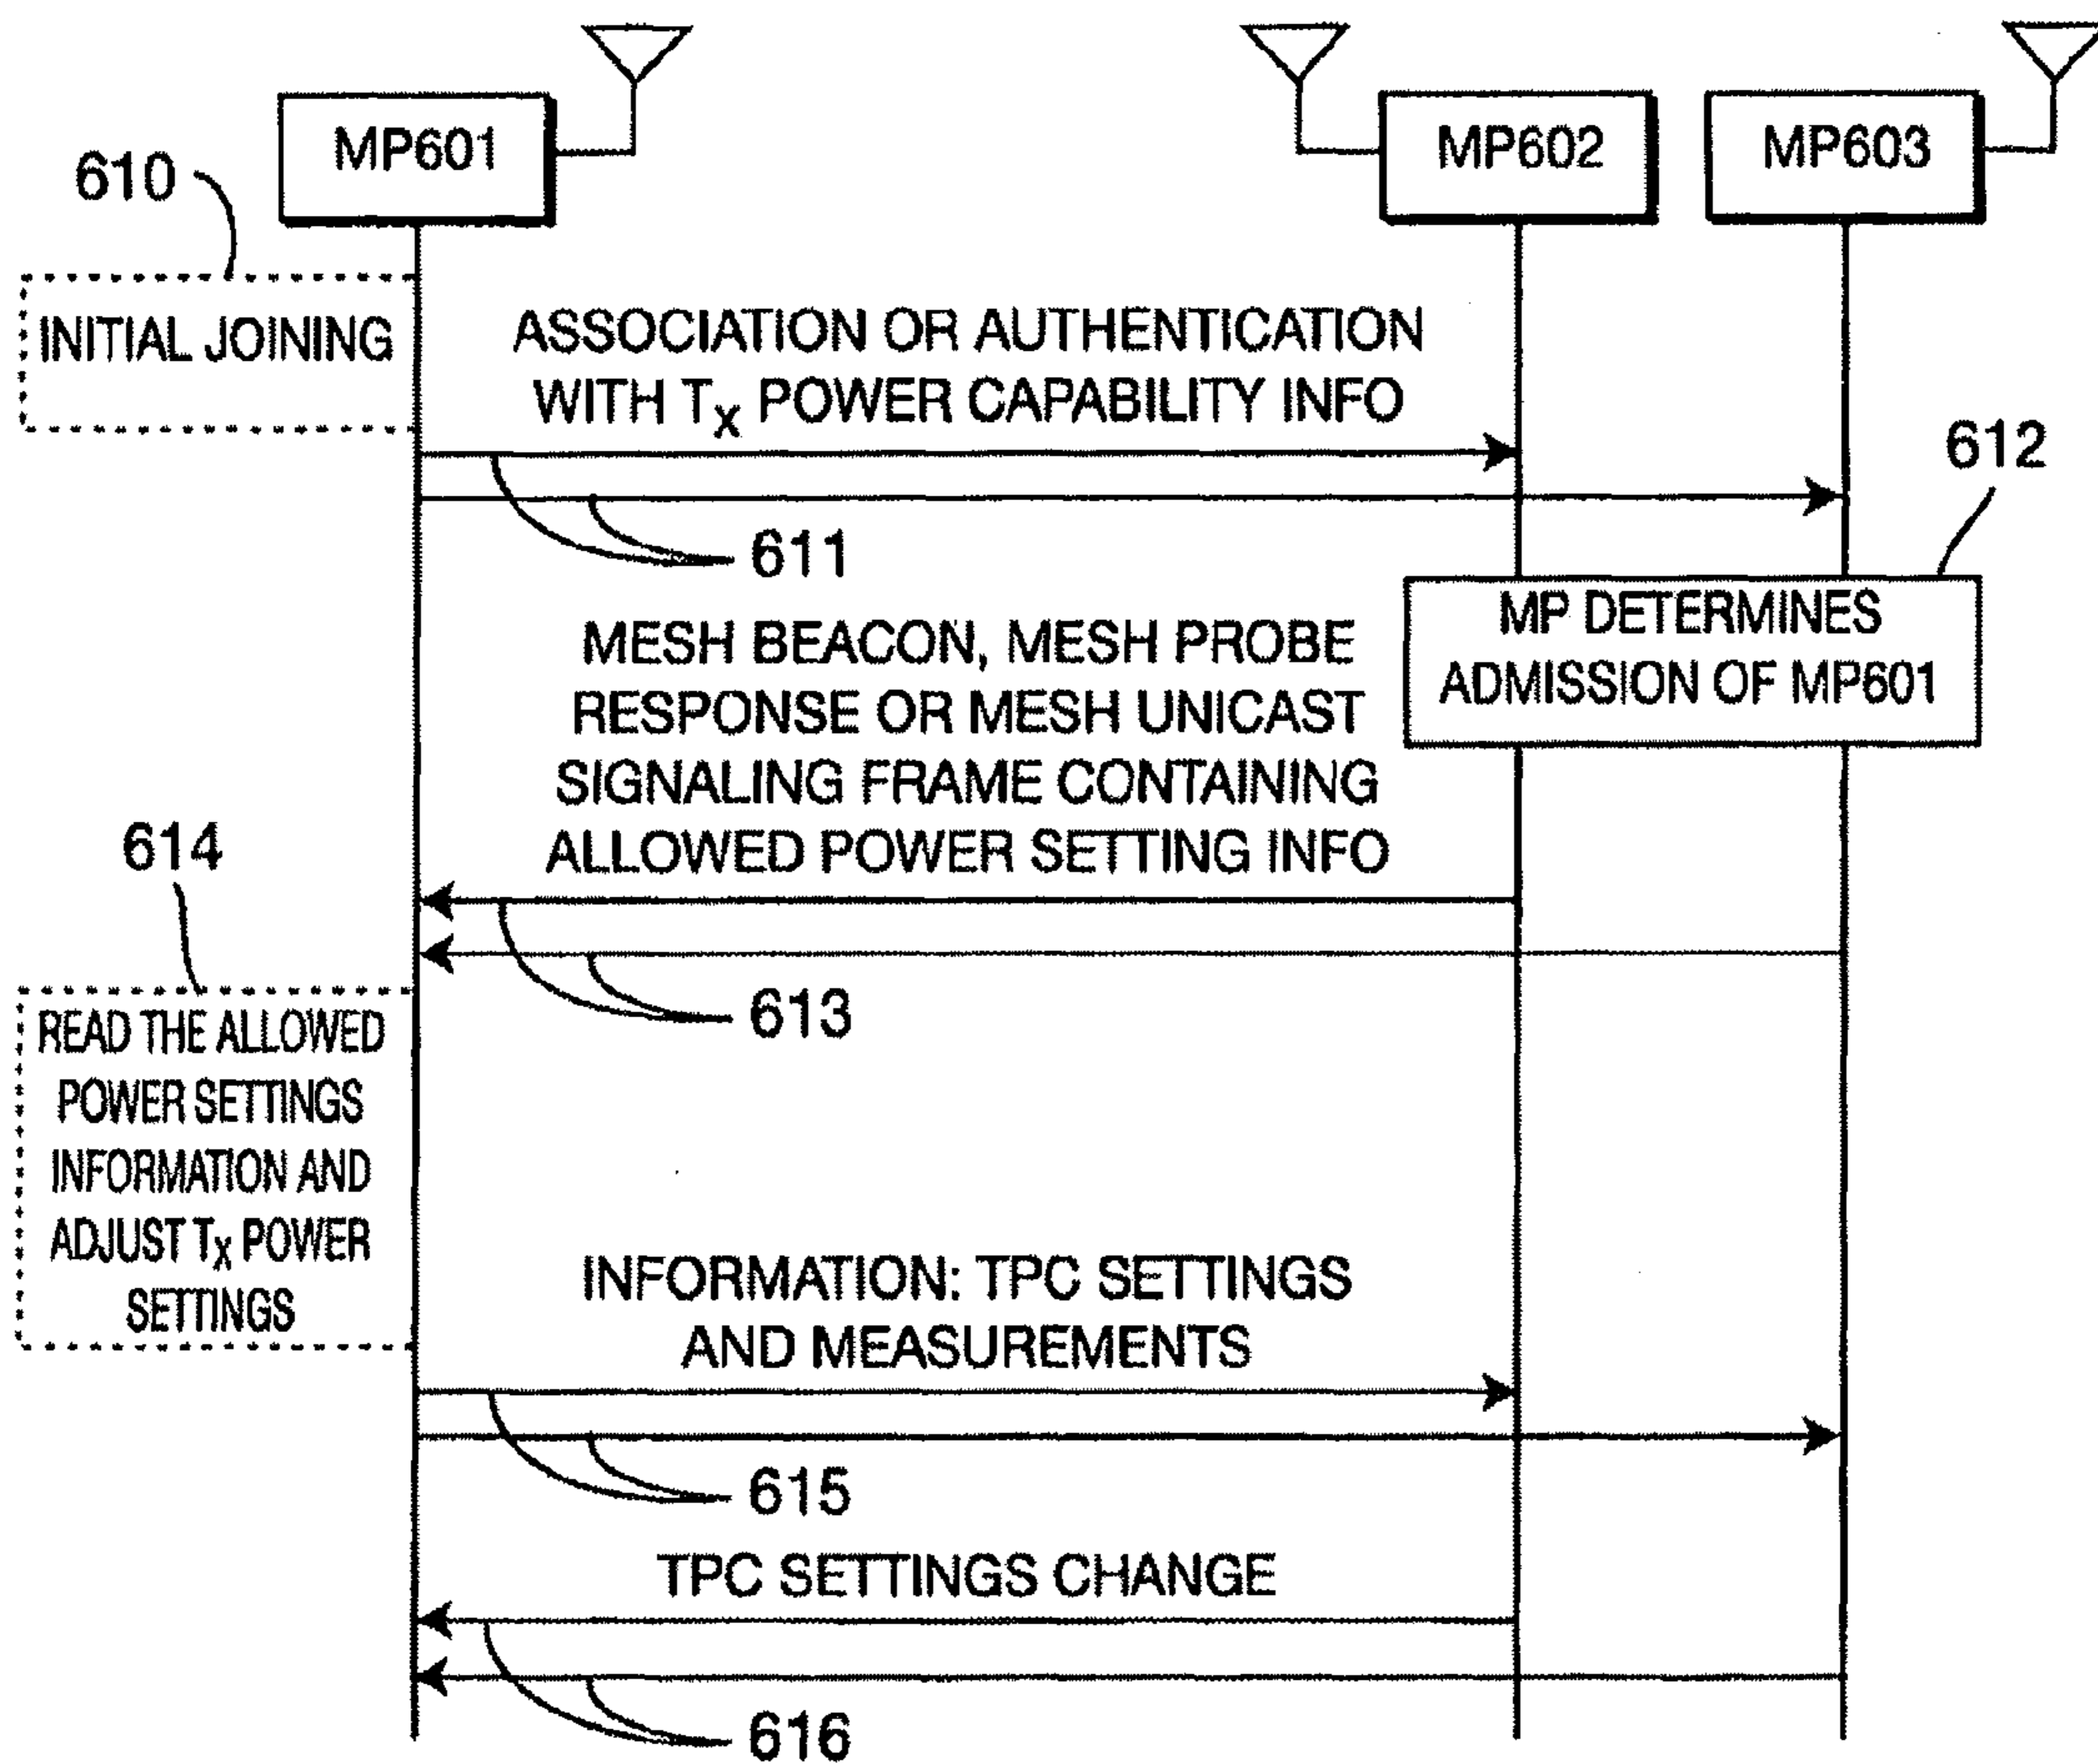 MP601
MP602
MP603
610
INITIAL JOINING
ASSOCIATION OR AUTHENTICATION
WITH Tx POWER CAPABILITY INFO
611
612
MP DETERMINES
ADMISSION OF MP601
MESH BEACON, MESH PROBE
RESPONSE OR MESH UNICAST
SIGNALING FRAME CONTAINING
ALLOWED POWER SETTING INFO
613
614
READ THE ALLOWED
POWER SETTINGS
INFORMATION AND
ADJUST Tx POWER
SETTINGS
INFORMATION: TPC SETTINGS
AND MEASUREMENTS
615
TPC SETTINGS CHANGE
616